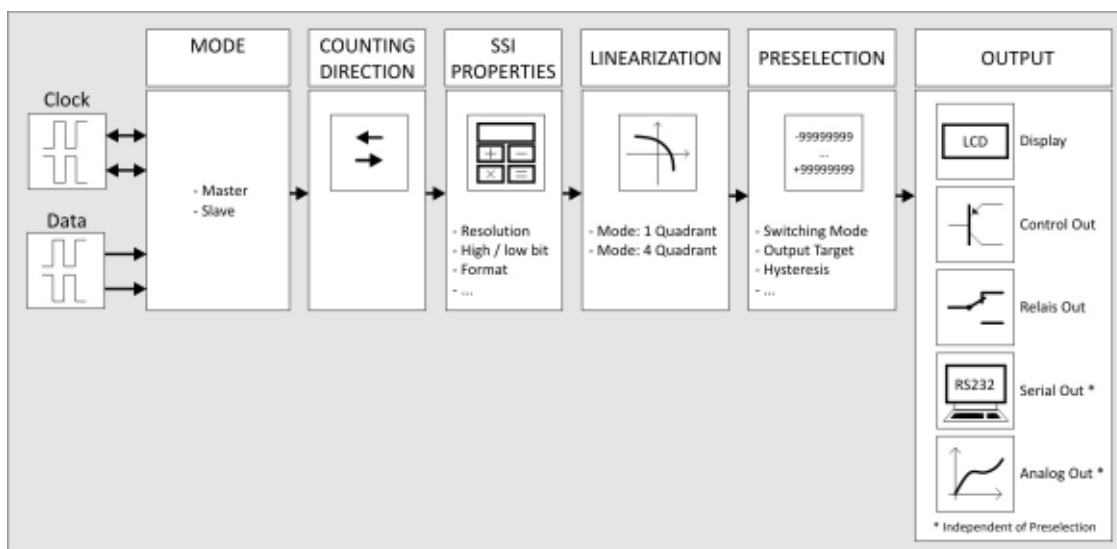 MODE
COUNTING
DIRECTION
SSI
PROPERTIES
LINEARIZATION
PRESELECTION
OUTPUT
Clock
Data
- Master
- Slave
- Resolution
- High / low bit
- Format
- ...
- Mode: 1 Quadrant
- Mode: 4 Quadrant
-99999999
...
+99999999
- Switching Mode
- Output Target
- Hysteresis
- ...
LCD
Display
Control Out
Relais Out
RS232
Serial Out *
Analog Out *
* Independent of Preselection